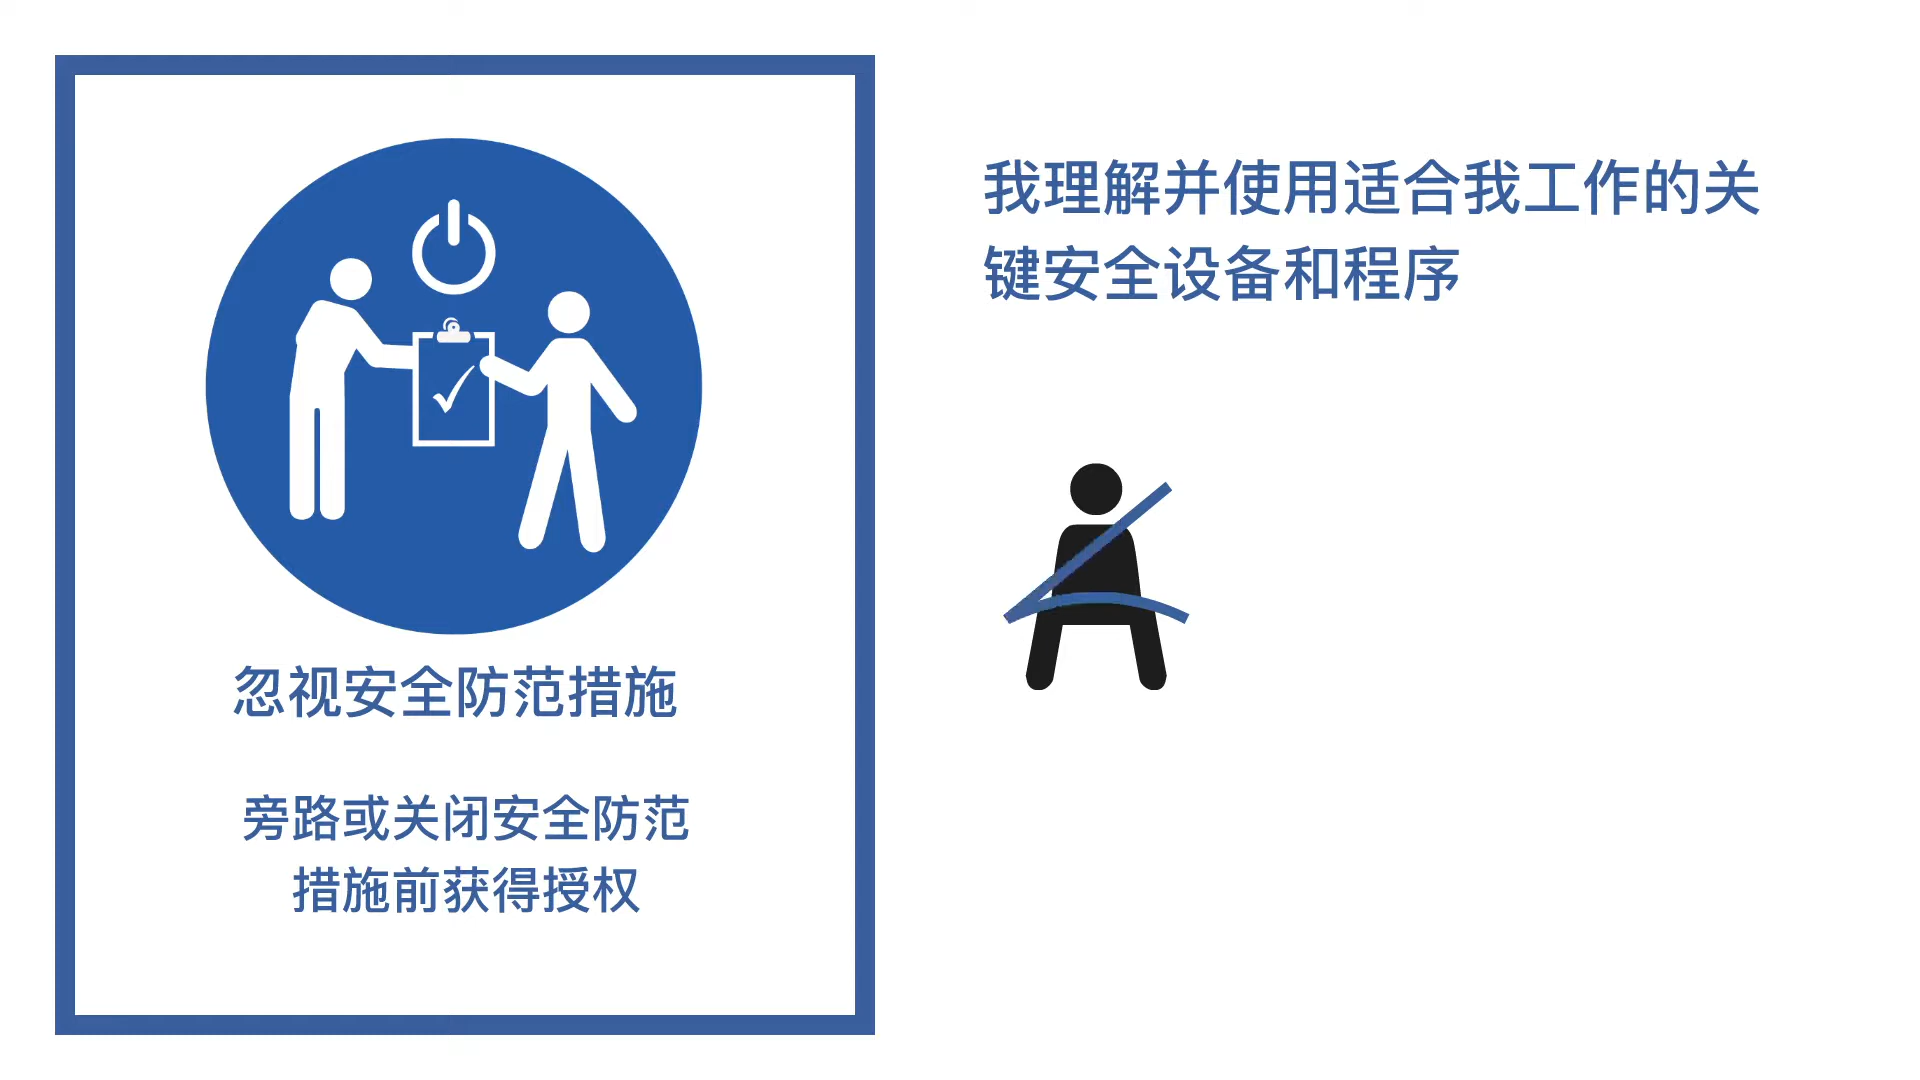 忽视安全防范措施
旁路或关闭安全防范
措施前获得授权
我理解并使用适合我工作的关
键安全设备和程序